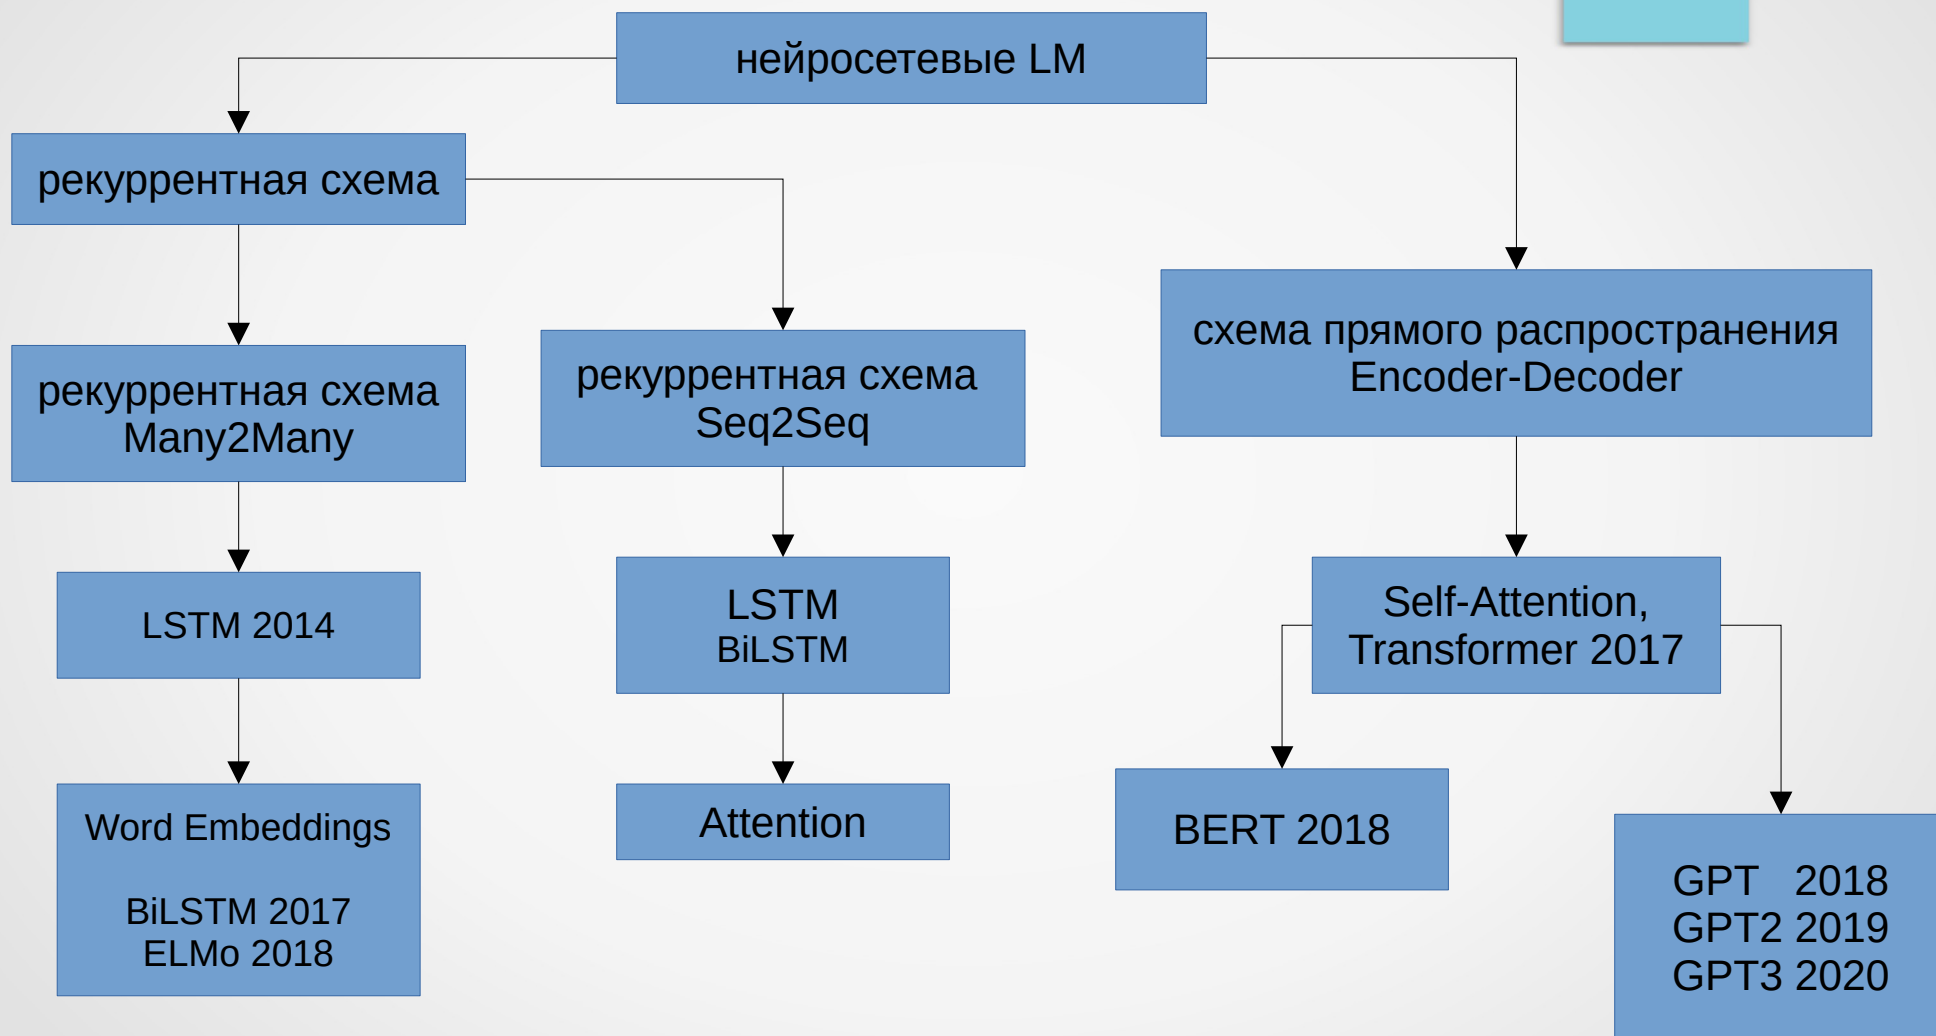 нейросетевые LM
рекуррентная схема
рекуррентная схема
Many2Many
рекуррентная схема
Seq2Seq
схема прямого распространения
Encoder-Decoder
LSTM 2014
LSTM
BiLSTM
Self-Attention,
Transformer 2017
Word Embeddings
BiLSTM 2017
ELMo 2018
Attention
BERT 2018
GPT 2018
GPT2 2019
GPT3 2020